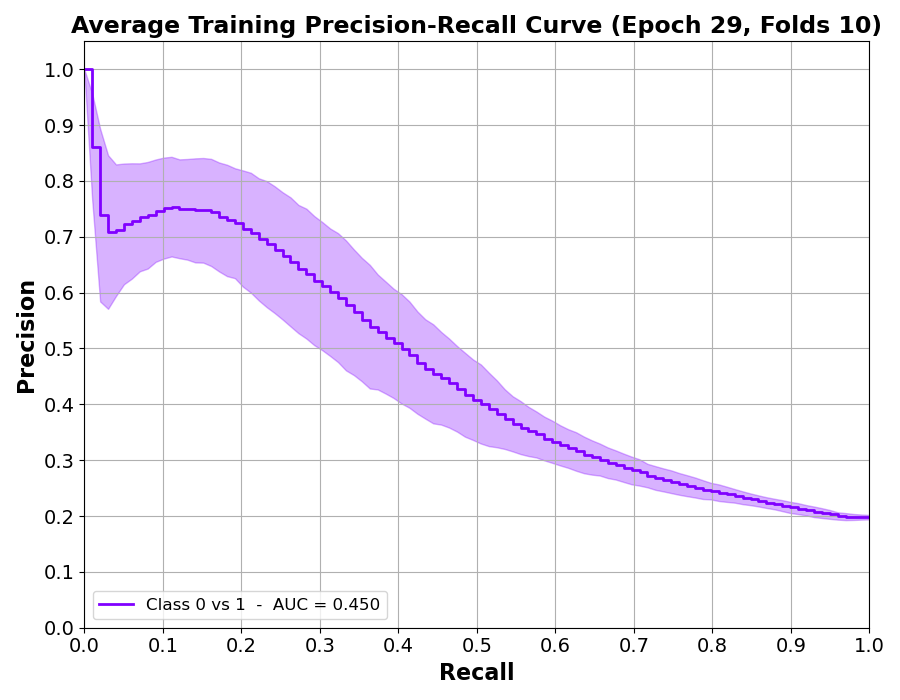 Average Training Precision-Recall Curve (Epoch 29, Folds 10)
1.0
0.9
0.8
0.7
0.6
0.5
0.4
0.3
0.2
0.1
0.0
Precision
Class 0 vs 1 - AUC = 0.450
0.0 0.1 0.2 0.3 0.4 0.5 0.6 0.7 0.8 0.9 1.0
Recall